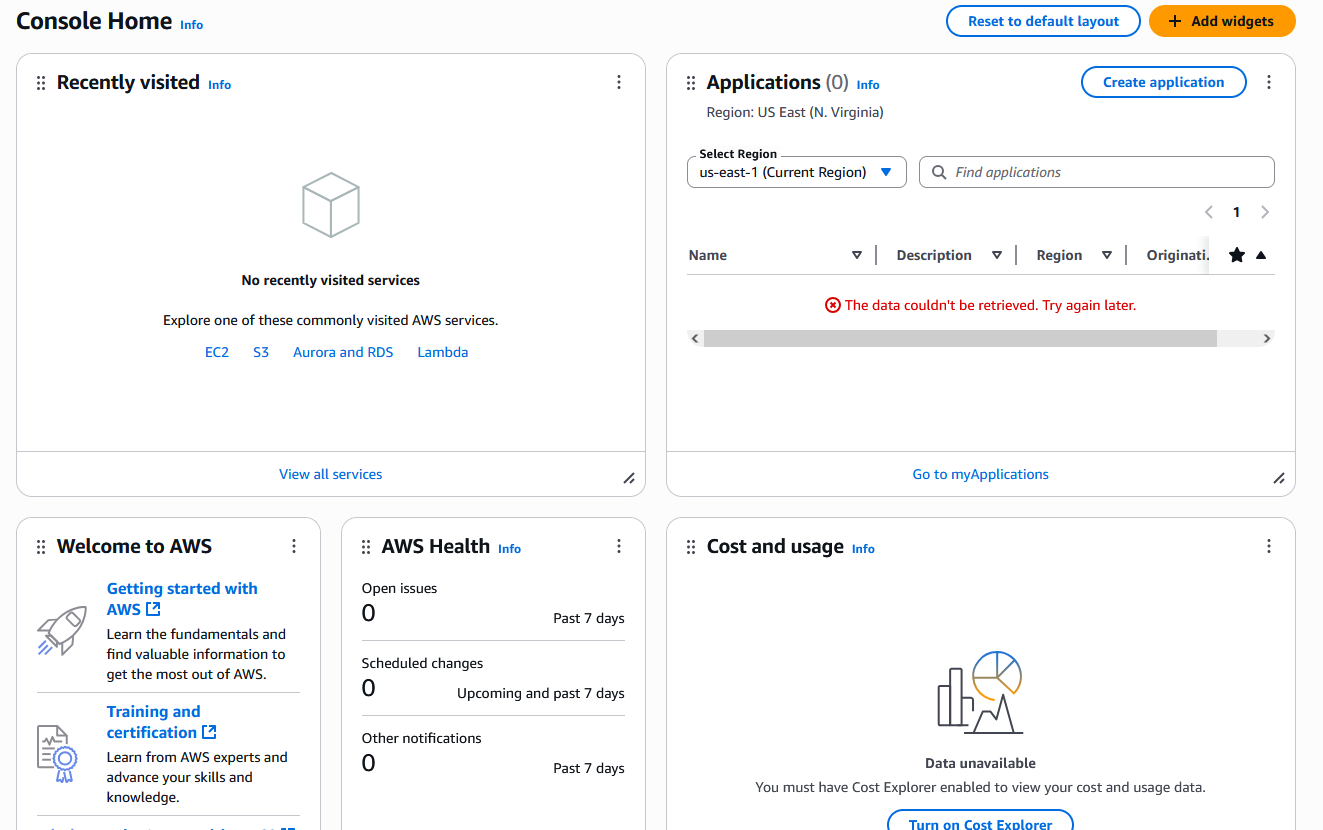 Console Home Info
Reset to default layout
Add widgets
Recently visited Info
No recently visited services
Explore one of these commonly visited AWS services.
EC2 S3 Aurora and RDS Lambda
View all services
Applications (0) Info
Create application
Region: US East (N. Virginia)
Select Region
us-east-1 (Current Region)
Find applications
1
Name Description Region Originati.
The data couldn't be retrieved. Try again later.
Go to myApplications
Welcome to AWS
Getting started with
AWS
Learn the fundamentals and
find valuable information to
get the most out of AWS.
Training and
certification
Learn from AWS experts and
advance your skills and
knowledge.
AWS Health Info
Open issues
0
Past 7 days
Scheduled changes
0
Upcoming and past 7 days
Other notifications
0
Past 7 days
Cost and usage Info
Data unavailable
You must have Cost Explorer enabled to view your cost and usage data.
Turn on Cost Explorer